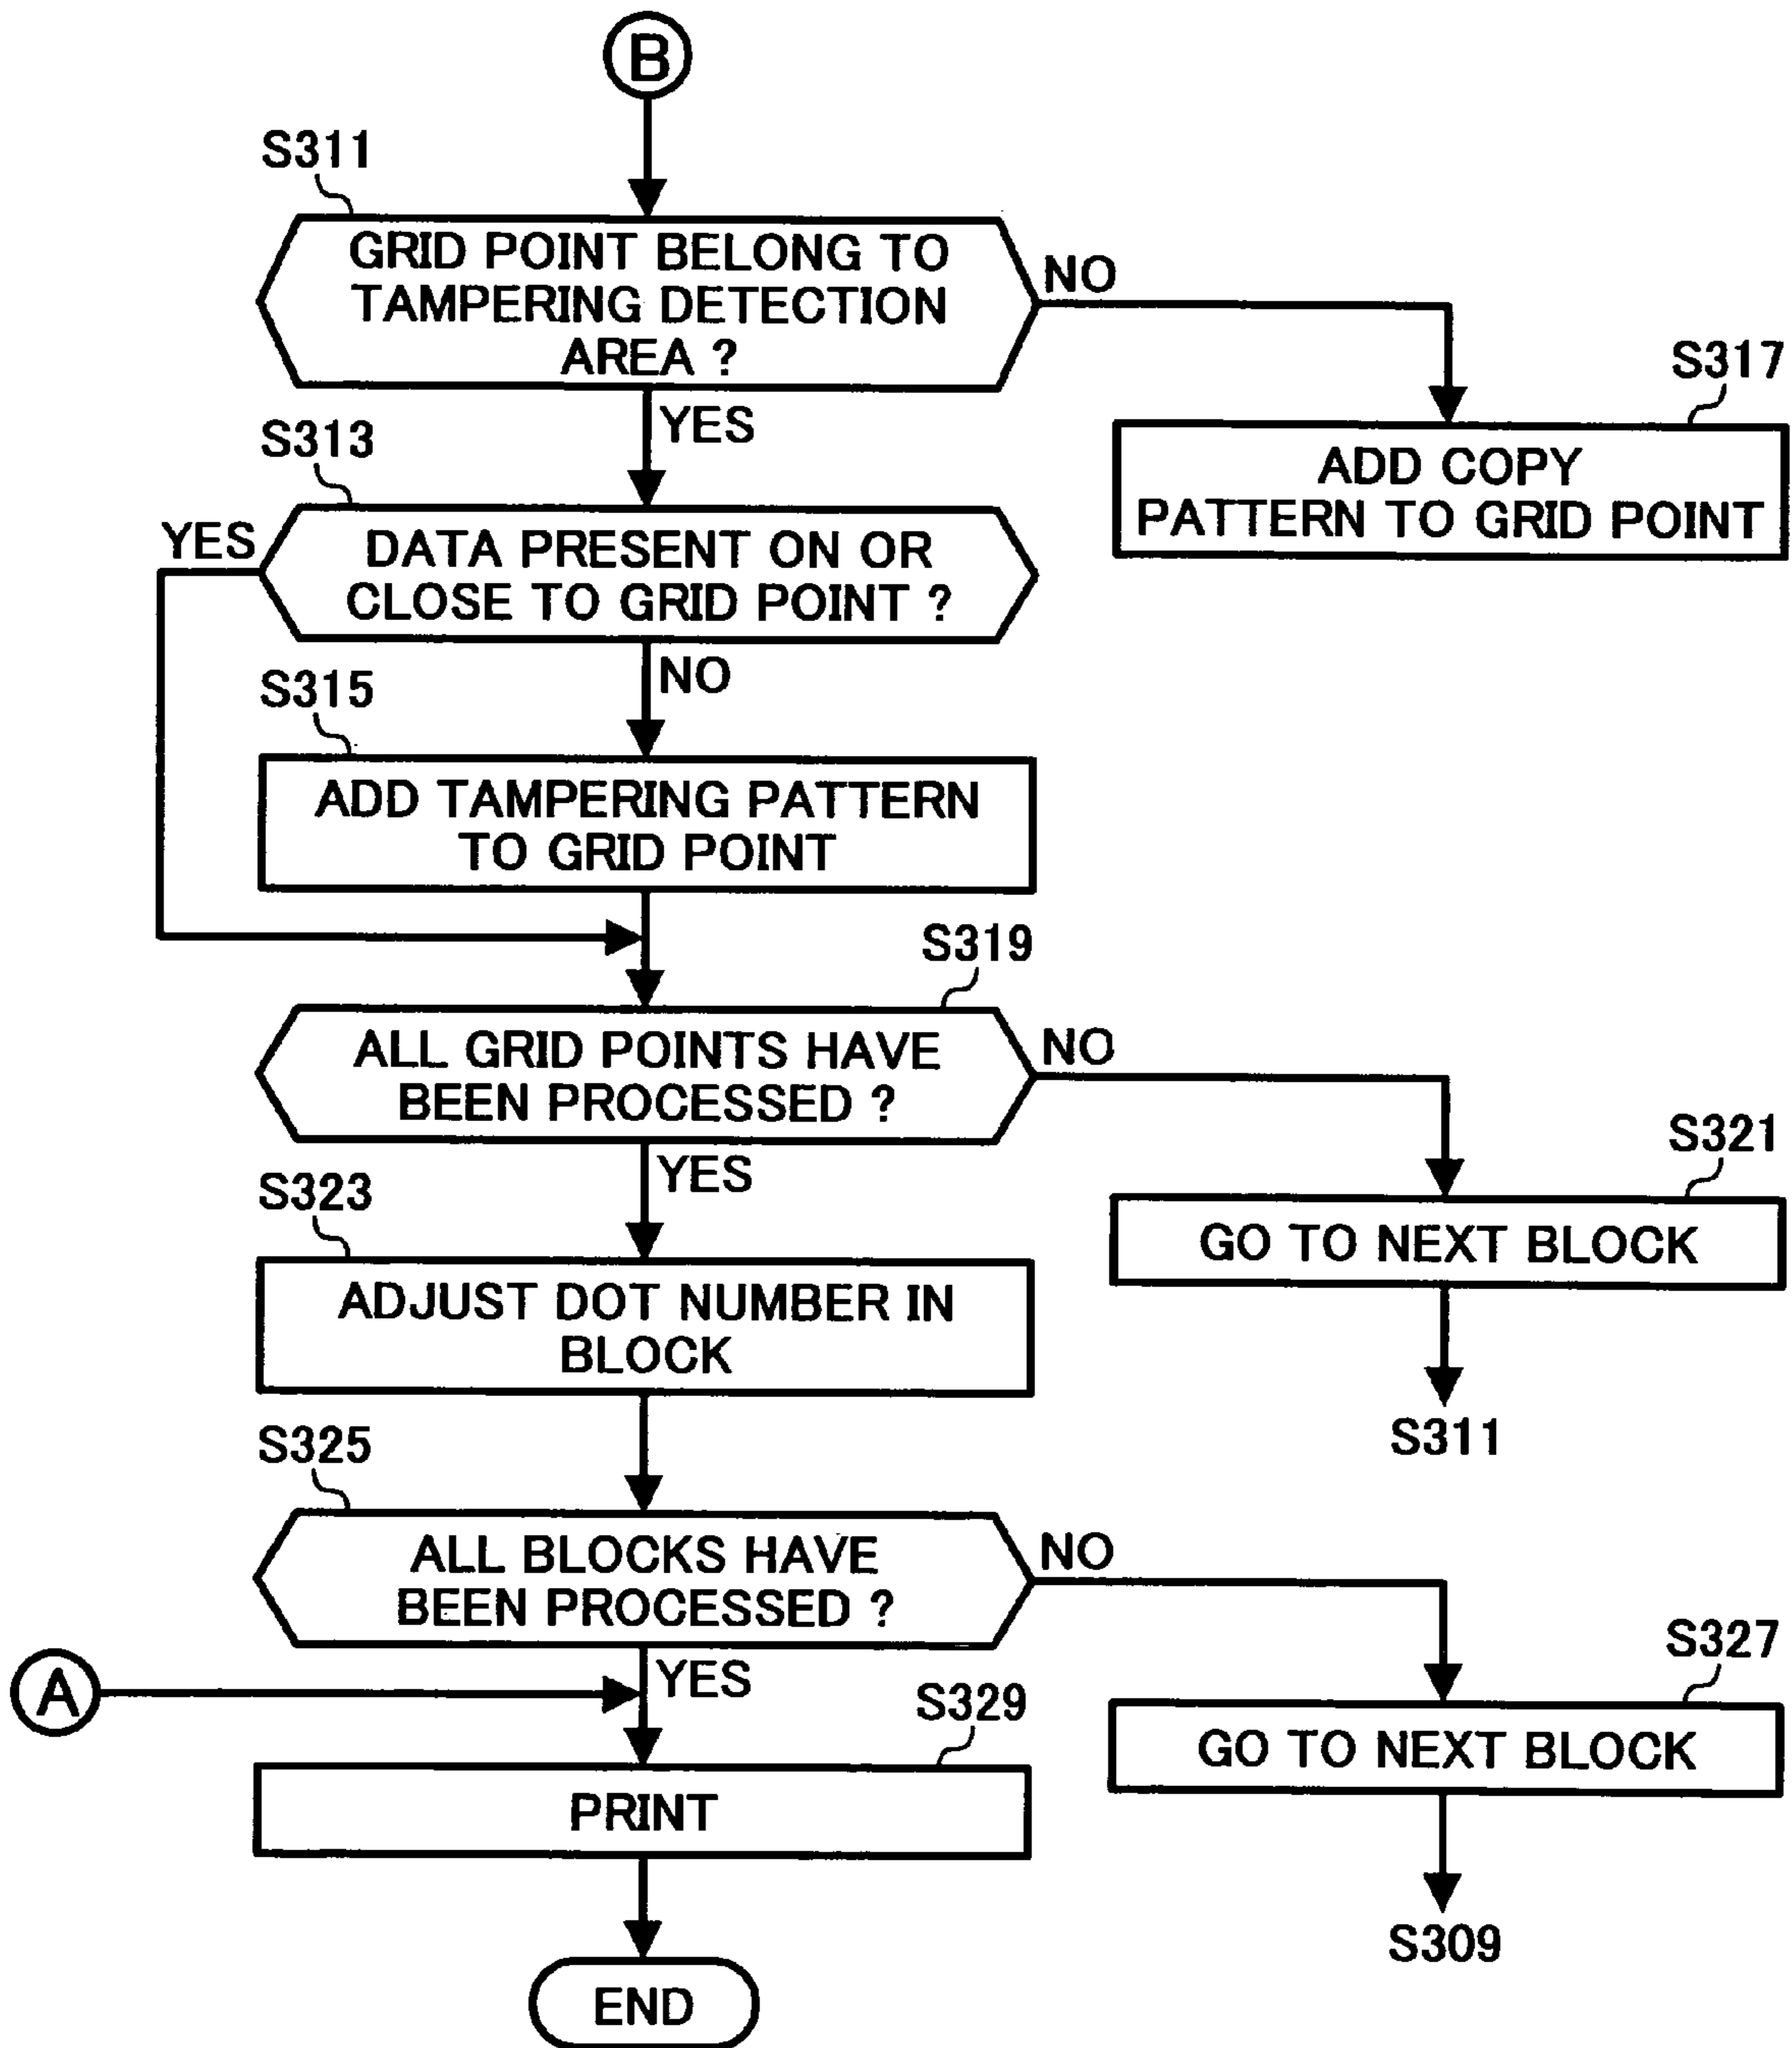 B
S311
GRID POINT BELONG TO
TAMPERING DETECTION
AREA ?
NO
S317
ADD COPY
PATTERN TO GRID POINT
YES
S313
YES
DATA PRESENT ON OR
CLOSE TO GRID POINT ?
NO
S315
ADD TAMPERING PATTERN
TO GRID POINT
S319
ALL GRID POINTS HAVE
BEEN PROCESSED ?
NO
S321
GO TO NEXT BLOCK
S311
YES
S323
ADJUST DOT NUMBER IN
BLOCK
S325
ALL BLOCKS HAVE
BEEN PROCESSED ?
NO
S327
GO TO NEXT BLOCK
S309
YES
A
S329
PRINT
END